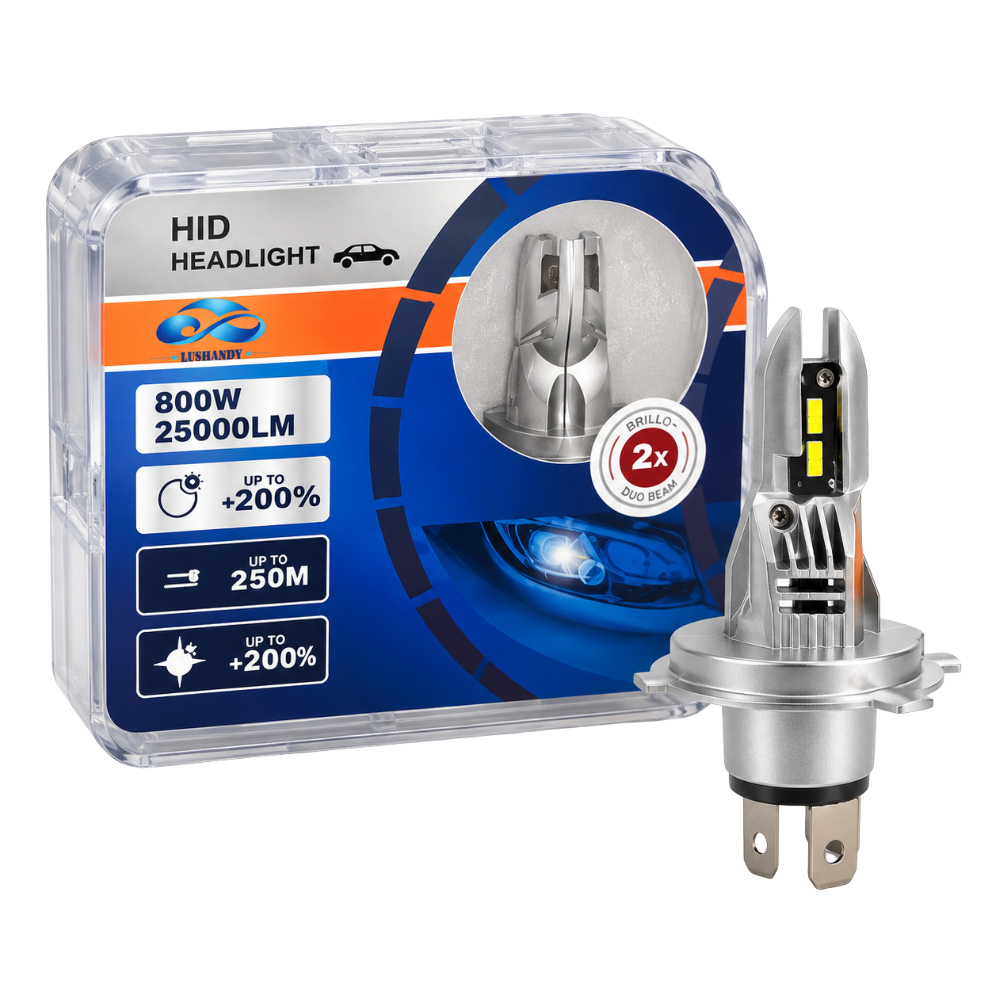 HID
HEADLIGHT
LUSHANDY
800W
25000LM
UP TO
+200%
UP TO
250M
UP TO
+200%
BRILLO-
2x
DUO BEAM